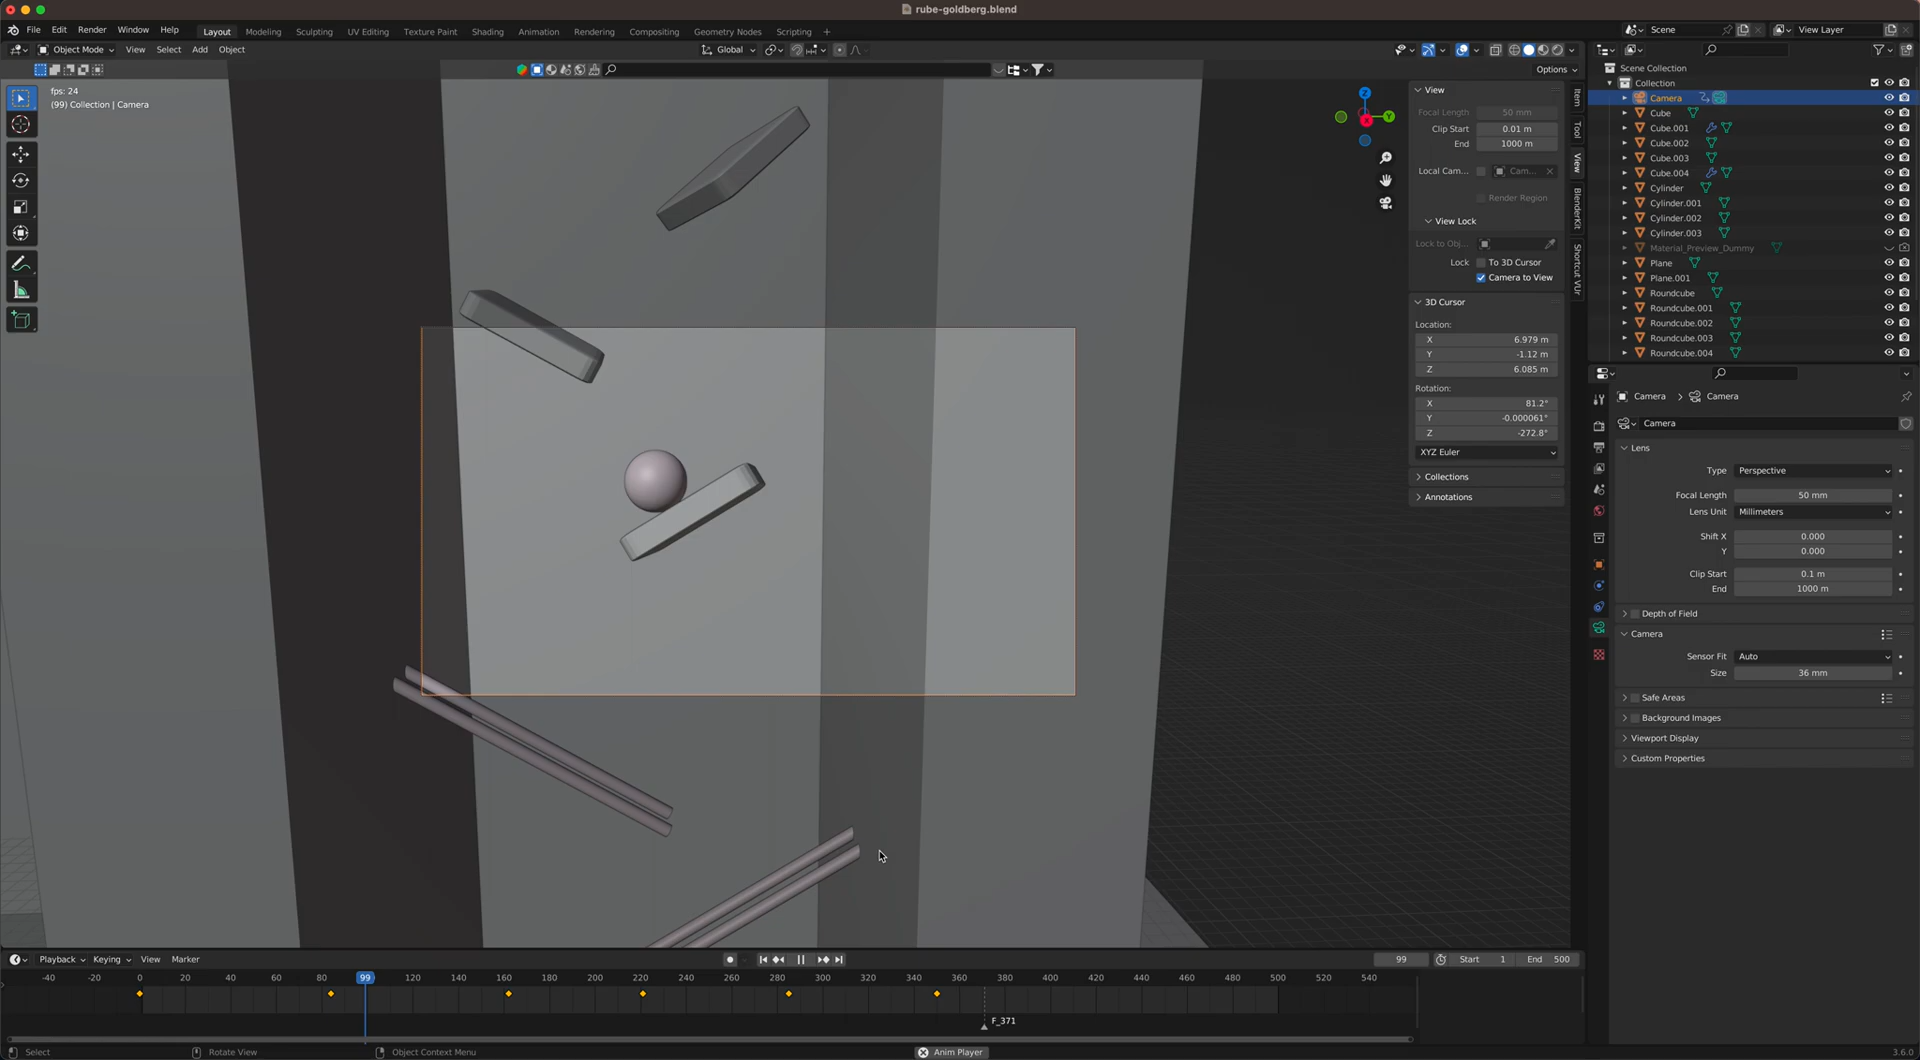 rube-goldberg.blend
File Edit Render Window Help Layout Modeling Sculpting UV Editing Texture Paint Shading Animation Rendering Compositing Geometry Nodes Scripting +
Scene View Layer
Object Mode View Select Add Object Global
Options
fps: 24
(99) Collection | Camera
Z
Y
X
View
Focal Length 50 mm
Clip Start 0.01 m
End 1000 m
Local Cam... Cam...
Render Region
View Lock
Lock to Obj...
Lock To 3D Cursor
Camera to View
3D Cursor
Location:
X 6.979 m
Y -1.12 m
Z 6.085 m
Rotation:
X 81.2°
Y -0.000061°
Z -272.8°
XYZ Euler
Collections
Annotations
Item
Tool
View
BlenderKit
Shortcut VUr
Scene Collection
Collection
Camera
Cube
Cube.001
Cube.002
Cube.003
Cube.004
Cylinder
Cylinder.001
Cylinder.002
Cylinder.003
Material_Preview_Dummy
Plane
Plane.001
Roundcube
Roundcube.001
Roundcube.002
Roundcube.003
Roundcube.004
Camera > Camera
Camera
Lens
Type Perspective
Focal Length 50 mm
Lens Unit Millimeters
Shift X 0.000
Y 0.000
Clip Start 0.1 m
End 1000 m
Depth of Field
Camera
Sensor Fit Auto
Size 36 mm
Safe Areas
Background Images
Viewport Display
Custom Properties
Playback Keying View Marker 99 Start 1 End 500
-40 -20 0 20 40 60 80 99 120 140 160 180 200 220 240 260 280 300 320 340 360 380 400 420 440 460 480 500 520 540
F_371
Select Rotate View Object Context Menu Anim Player 3.6.0